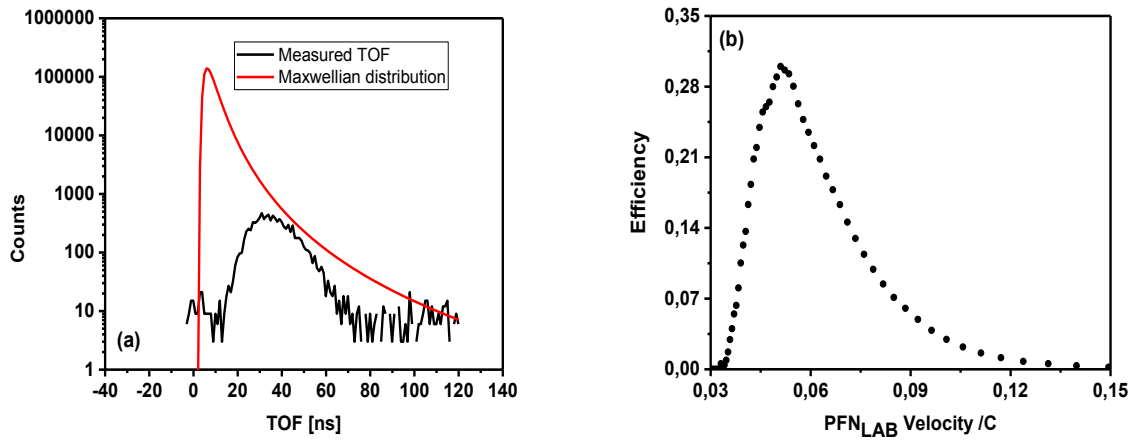 1000000
100000
10000
1000
100
10
1
Counts
Measured TOF
Maxwellian distribution
(a)
-40 -20 0 20 40 60 80 100 120 140
TOF [ns]
0,35
0,28
0,21
0,14
0,07
0,00
Efficiency
(b)
0,03 0,06 0,09 0,12 0,15
PFN_LAB Velocity /C